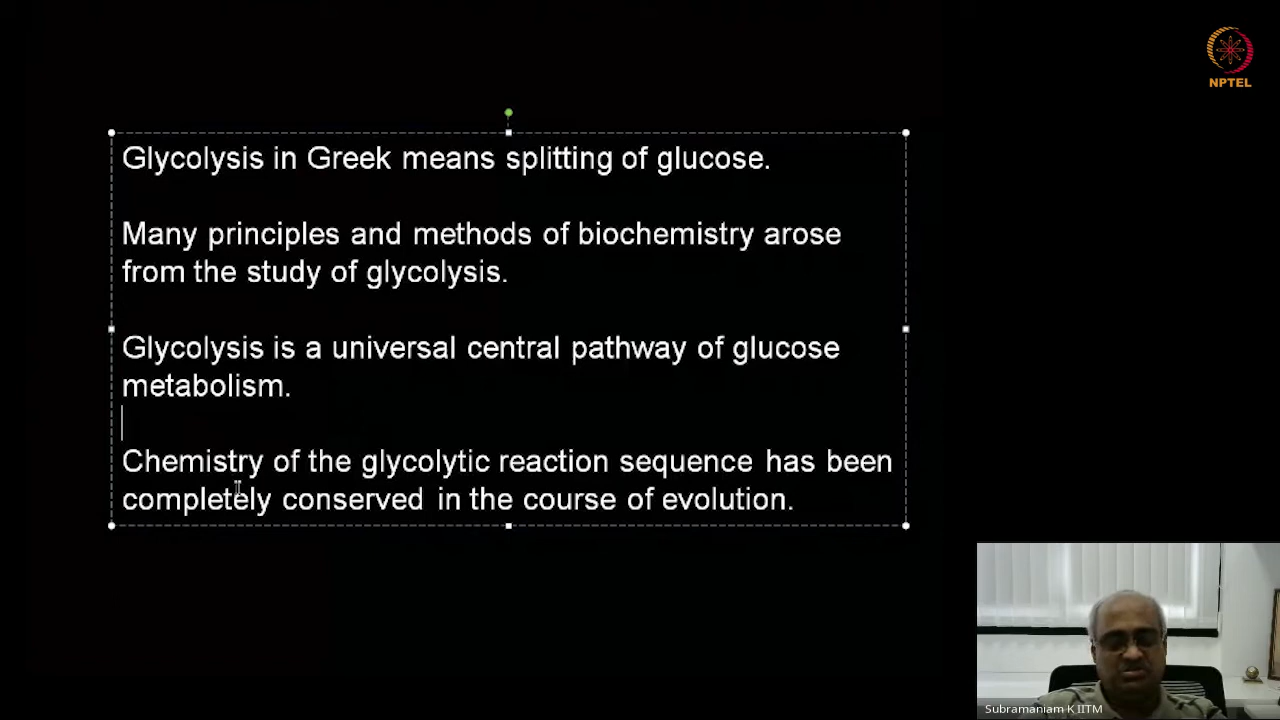 NPTEL
Glycolysis in Greek means splitting of glucose.
Many principles and methods of biochemistry arose
from the study of glycolysis.
Glycolysis is a universal central pathway of glucose
metabolism.
Chemistry of the glycolytic reaction sequence has been
completely conserved in the course of evolution.
Subramaniam K IITM